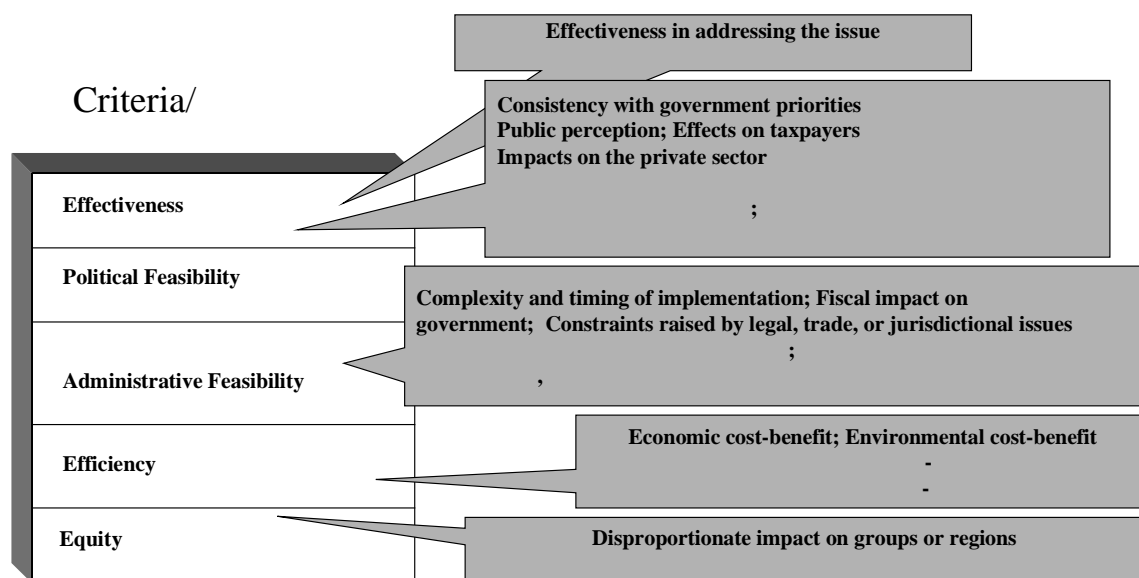 Effectiveness in addressing the issue
Criteria/
Consistency with government priorities
Public perception; Effects on taxpayers
Impacts on the private sector
;
Effectiveness
Political Feasibility
Complexity and timing of implementation; Fiscal impact on
government;  Constraints raised by legal, trade, or jurisdictional issues
;
,
Administrative Feasibility
Economic cost-benefit; Environmental cost-benefit
-
-
Efficiency
Disproportionate impact on groups or regions
Equity